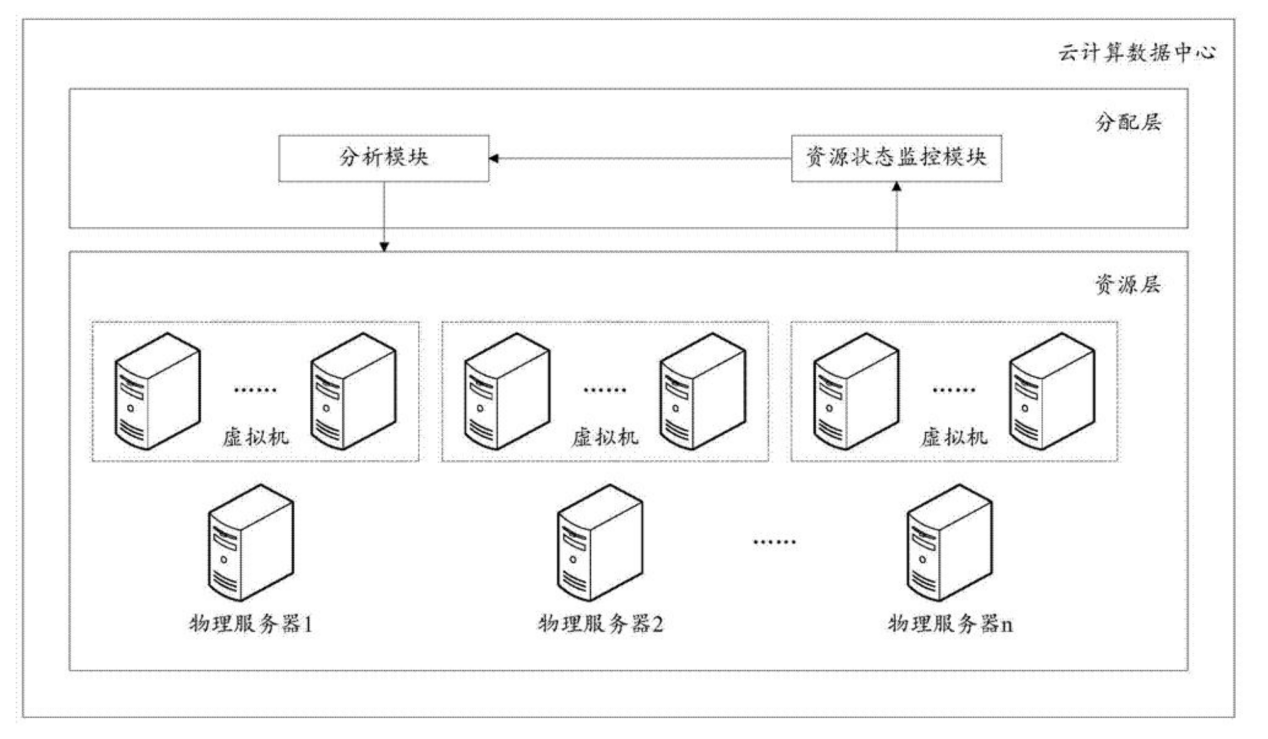 云计算数据中心
分配层
分析模块
资源状态监控模块
资源层
......
......
......
虚拟机
虚拟机
虚拟机
......
物理服务器1
物理服务器2
物理服务器n